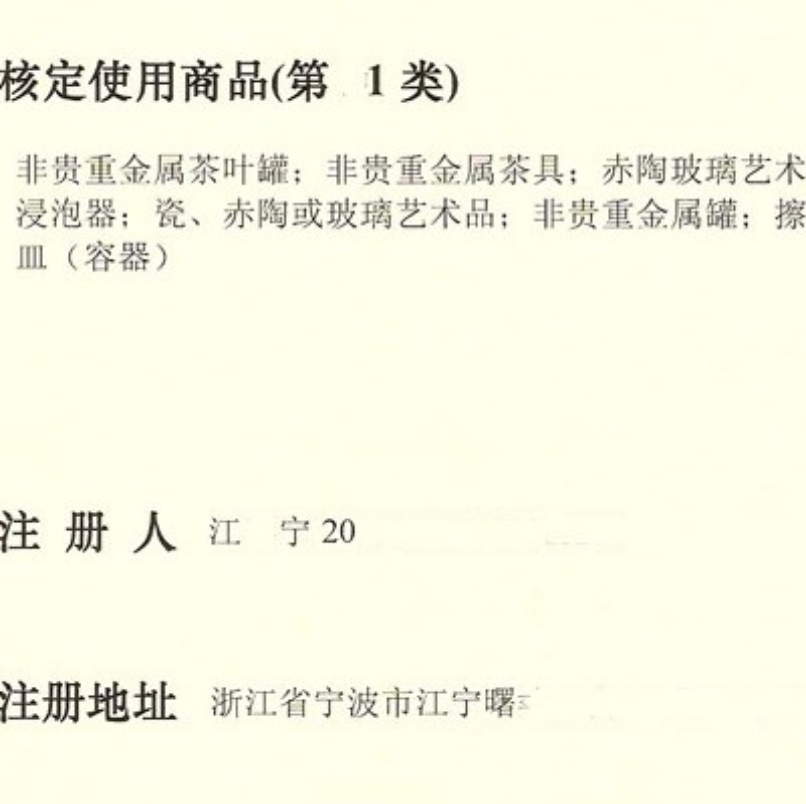 核定使用商品(第 1 类)
非贵重金属茶叶罐；非贵重金属茶具；赤陶玻璃艺术
浸泡器；瓷、赤陶或玻璃艺术品；非贵重金属罐；擦
皿（容器）
注 册 人 江 宁 20
注册地址 浙江省宁波市江宁曙